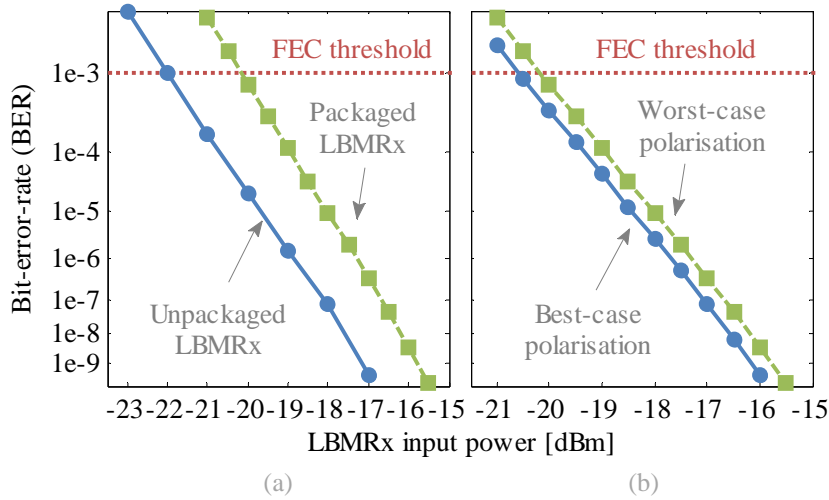 Bit-error-rate (BER)
1e-3
1e-4
1e-5
1e-6
1e-7
1e-8
1e-9
FEC threshold
Packaged
LBMRx
Unpackaged
LBMRx
-23 -22 -21 -20 -19 -18 -17 -16 -15
FEC threshold
Worst-case
polarisation
Best-case
polarisation
-21 -20 -19 -18 -17 -16 -15
LBMRx input power [dBm]
(a)
(b)